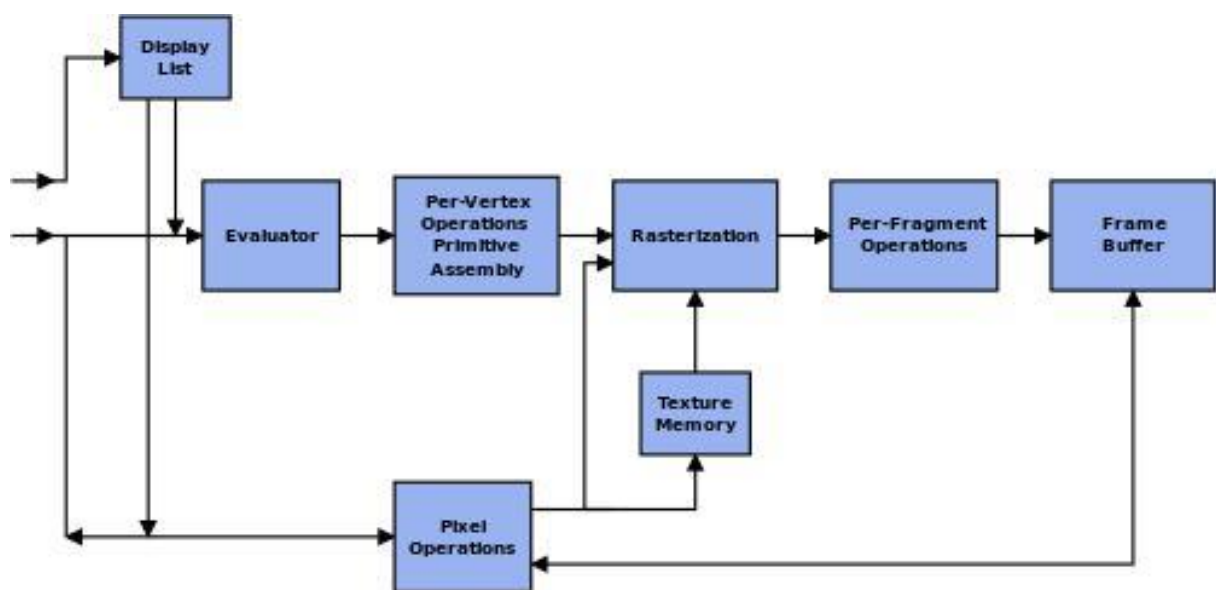 Display
List
Evaluator
Per-Vertex
Operations
Primitive
Assembly
Rasterization
Per-Fragment
Operations
Frame
Buffer
Texture
Memory
Pixel
Operations